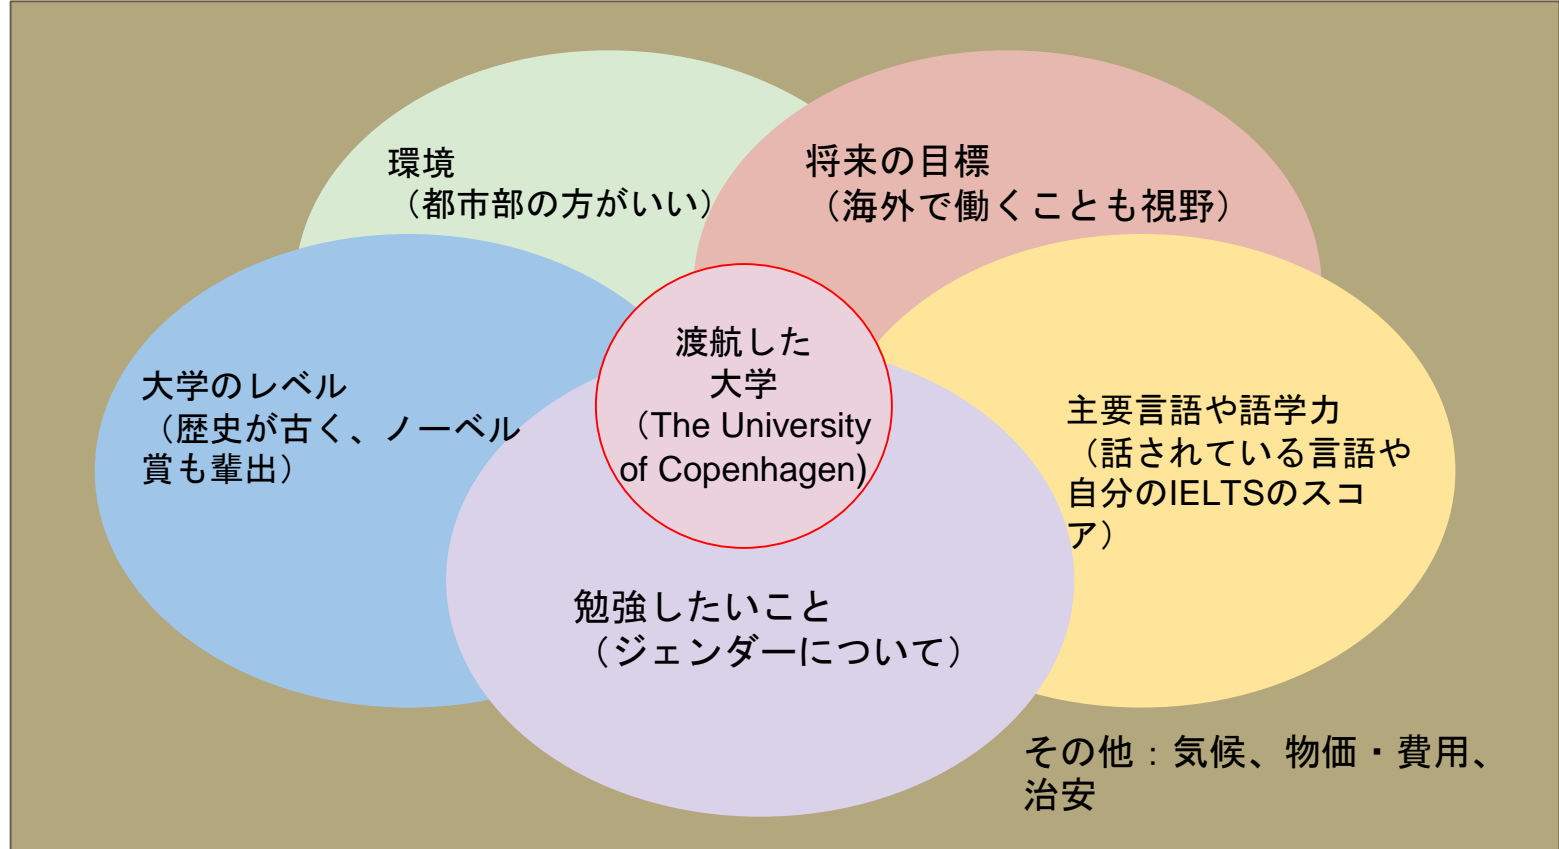 環境
（都市部の方がいい）
将来の目標
（海外で働くことも視野）
渡航した
大学
（The University
of Copenhagen)
大学のレベル
（歴史が古く、ノーベル
賞も輩出）
主要言語や語学力
（話されている言語や
自分のIELTSのスコ
ア）
勉強したいこと
（ジェンダーについて）
その他：気候、物価・費用、
治安